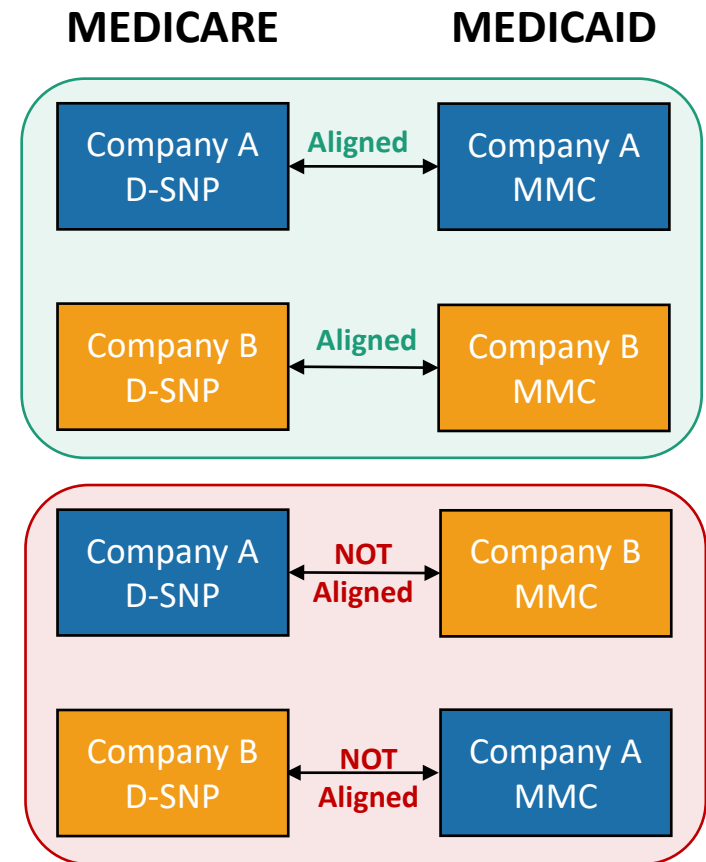 MEDICARE MEDICAID
Company A
D-SNP
Aligned
Company A
MMC
Company B
D-SNP
Aligned
Company B
MMC
Company A
D-SNP
NOT
Aligned
Company B
MMC
Company B
D-SNP
NOT
Aligned
Company A
MMC